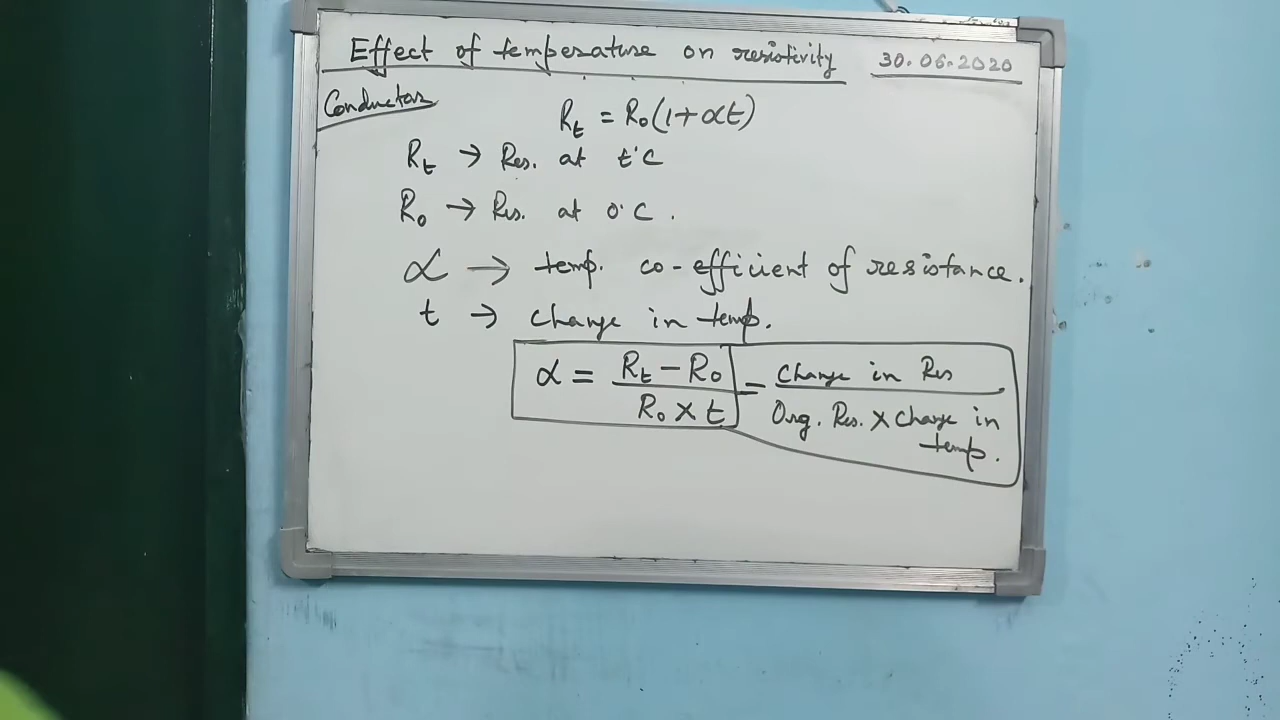 Effect of temperature on resistivity 30.06.2020
Conductor
Rₜ = R₀(1+αt)
Rₜ → Res. at t°C
R₀ → Res. at 0°C.
α → temp. co-efficient of resistance.
t → change in temp.
α = (Rₜ − R₀) / (R₀ × t) = Change in Res / Org. Res. × Change in temp.